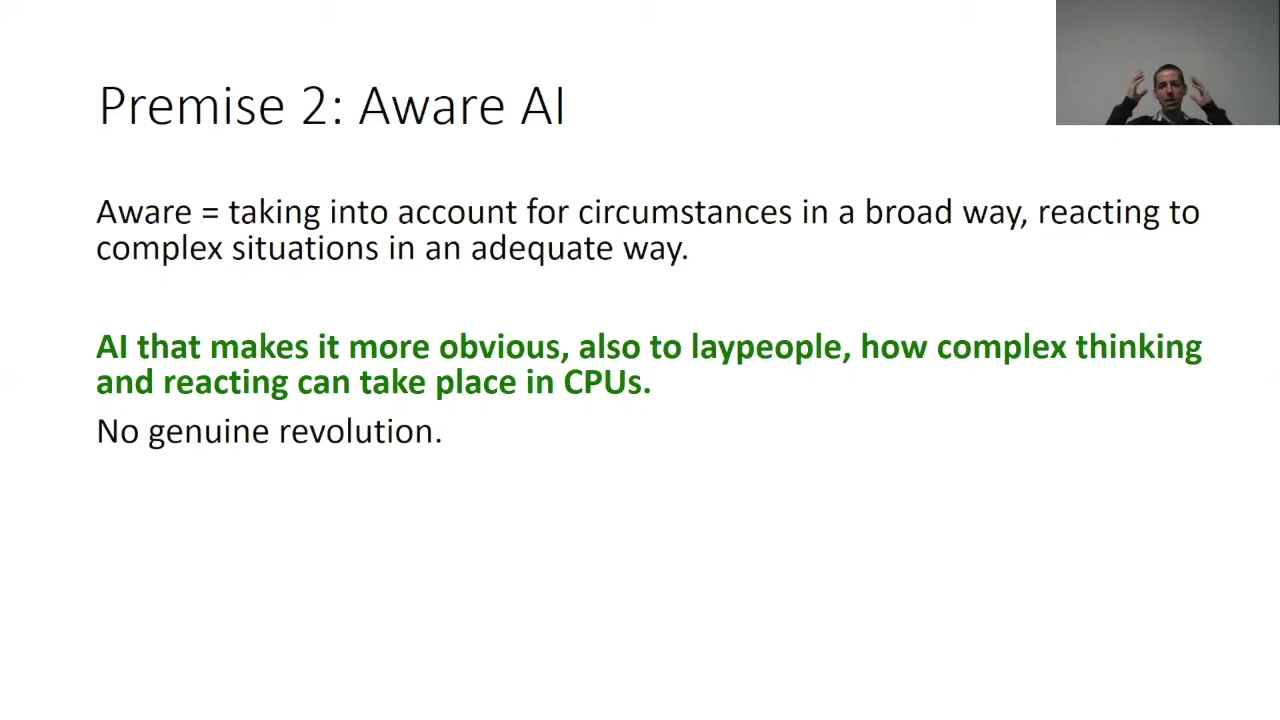 Premise 2: Aware AI
Aware = taking into account for circumstances in a broad way, reacting to
complex situations in an adequate way.
AI that makes it more obvious, also to laypeople, how complex thinking
and reacting can take place in CPUs.
No genuine revolution.